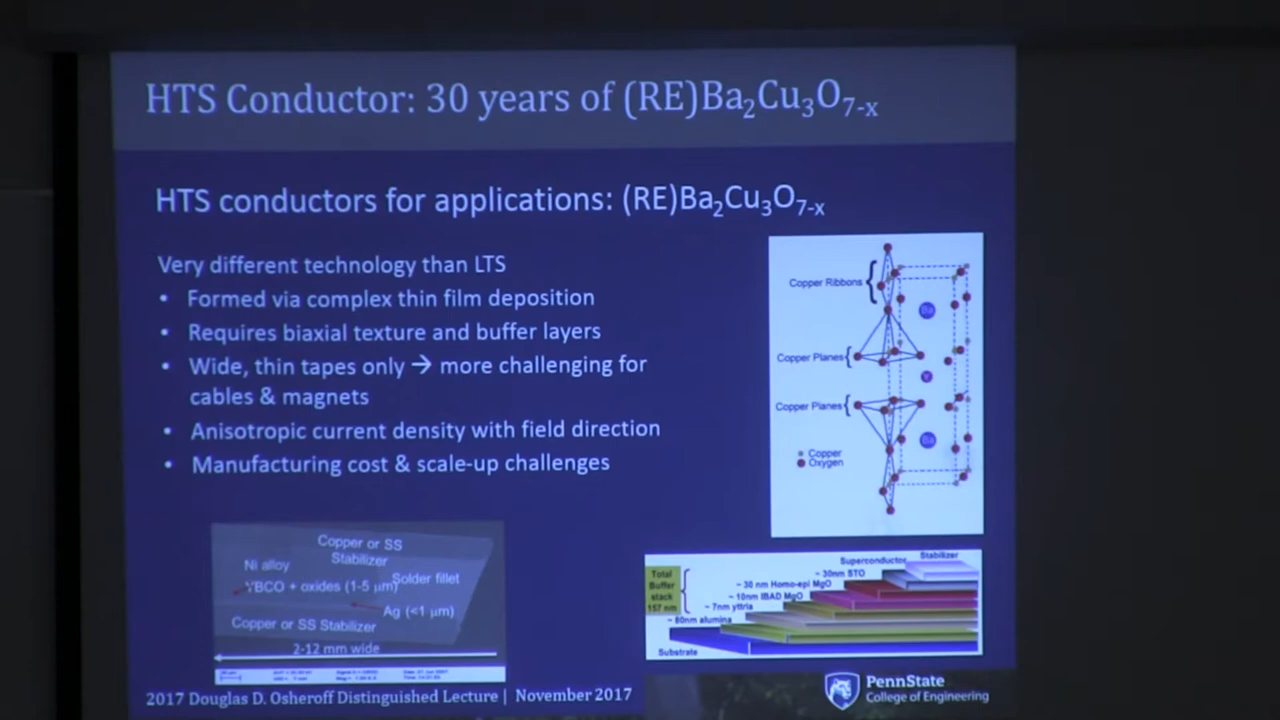 HTS Conductor: 30 years of (RE)Ba₂Cu₃O₇₋ₓ
HTS conductors for applications: (RE)Ba₂Cu₃O₇₋ₓ
Very different technology than LTS
• Formed via complex thin film deposition
• Requires biaxial texture and buffer layers
• Wide, thin tapes only → more challenging for
cables & magnets
• Anisotropic current density with field direction
• Manufacturing cost & scale-up challenges
Copper Ribbons {
Ba
Copper Planes {
Y
Copper Planes {
Ba
Copper
Oxygen
Copper or SS
Stabilizer
Ni alloy
YBCO + oxides (1-5 μm)
Solder fillet
Ag (<1 μm)
Copper or SS Stabilizer
2-12 mm wide
Total
Buffer
stack
157 nm
Stabilizer
Superconductor
~ 30nm STO
~ 30 nm Homo-epi MgO
~ 10nm IBAD MgO
~ 7nm yttria
~ 80nm alumina
Substrate
2017 Douglas D. Osheroff Distinguished Lecture | November 2017
PennState
College of Engineering